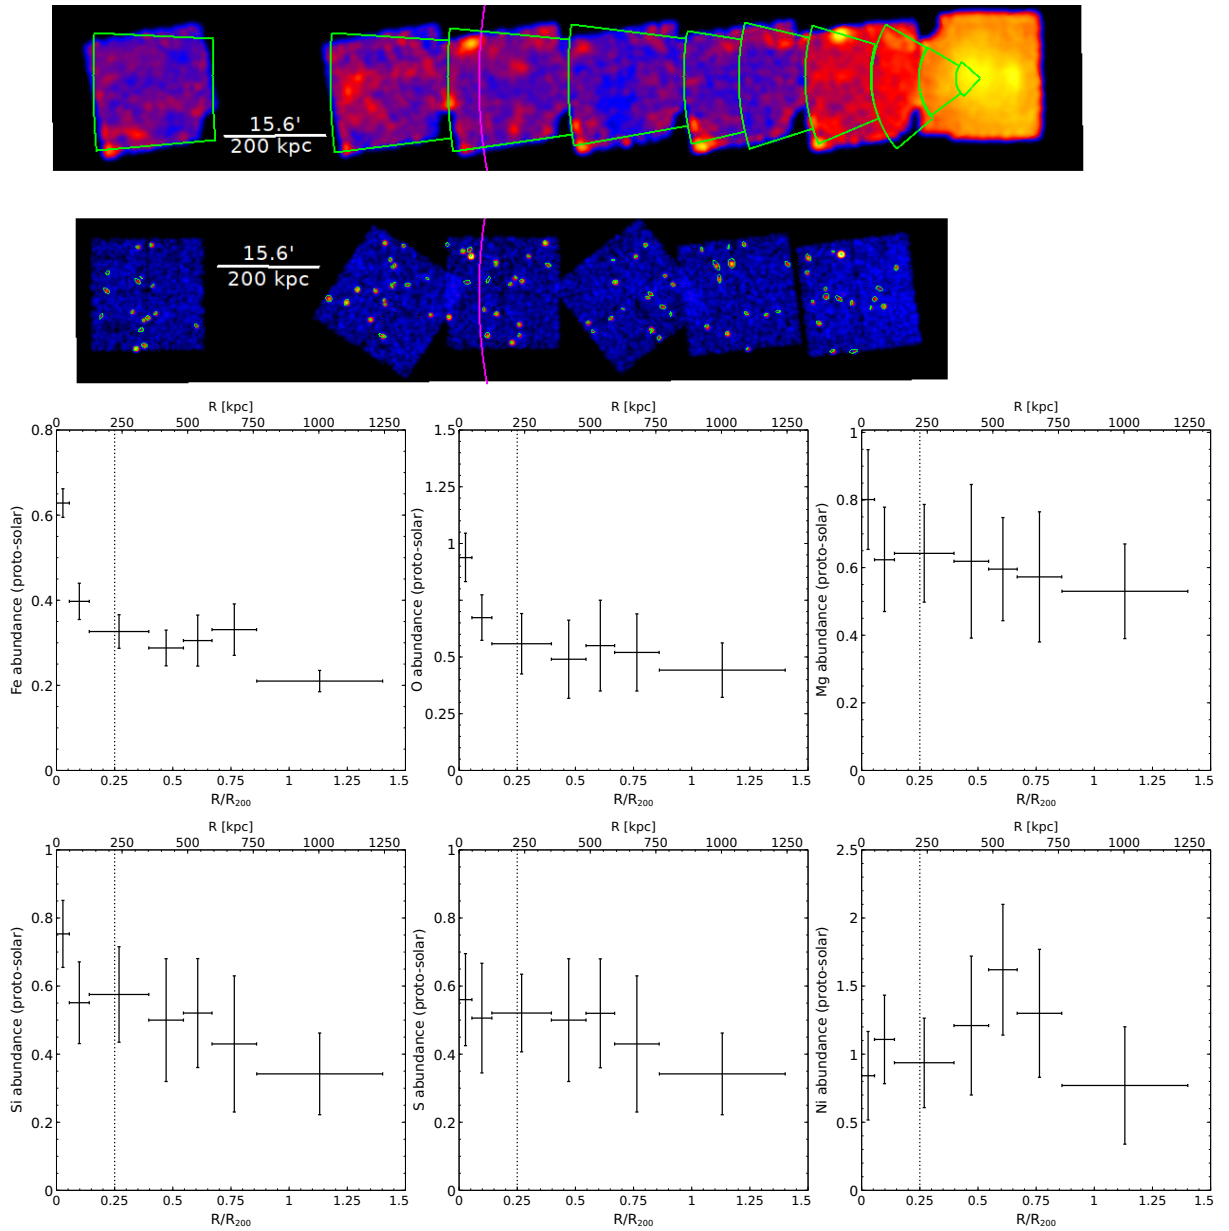 15.6'
200 kpc
15.6'
200 kpc
R [kpc]
0 250 500 750 1000 1250
Fe abundance (proto-solar)
0.8
0.6
0.4
0.2
0
0 0.25 0.5 0.75 1 1.25 1.5
R/R200
R [kpc]
0 250 500 750 1000 1250
O abundance (proto-solar)
1.5
1.25
1
0.75
0.5
0.25
0
0 0.25 0.5 0.75 1 1.25 1.5
R/R200
R [kpc]
0 250 500 750 1000 1250
Mg abundance (proto-solar)
1
0.8
0.6
0.4
0.2
0
0 0.25 0.5 0.75 1 1.25 1.5
R/R200
R [kpc]
0 250 500 750 1000 1250
Si abundance (proto-solar)
1
0.8
0.6
0.4
0.2
0
0 0.25 0.5 0.75 1 1.25 1.5
R/R200
R [kpc]
0 250 500 750 1000 1250
S abundance (proto-solar)
1
0.8
0.6
0.4
0.2
0
0 0.25 0.5 0.75 1 1.25 1.5
R/R200
R [kpc]
0 250 500 750 1000 1250
Ni abundance (proto-solar)
2.5
2
1.5
1
0.5
0
0 0.25 0.5 0.75 1 1.25 1.5
R/R200